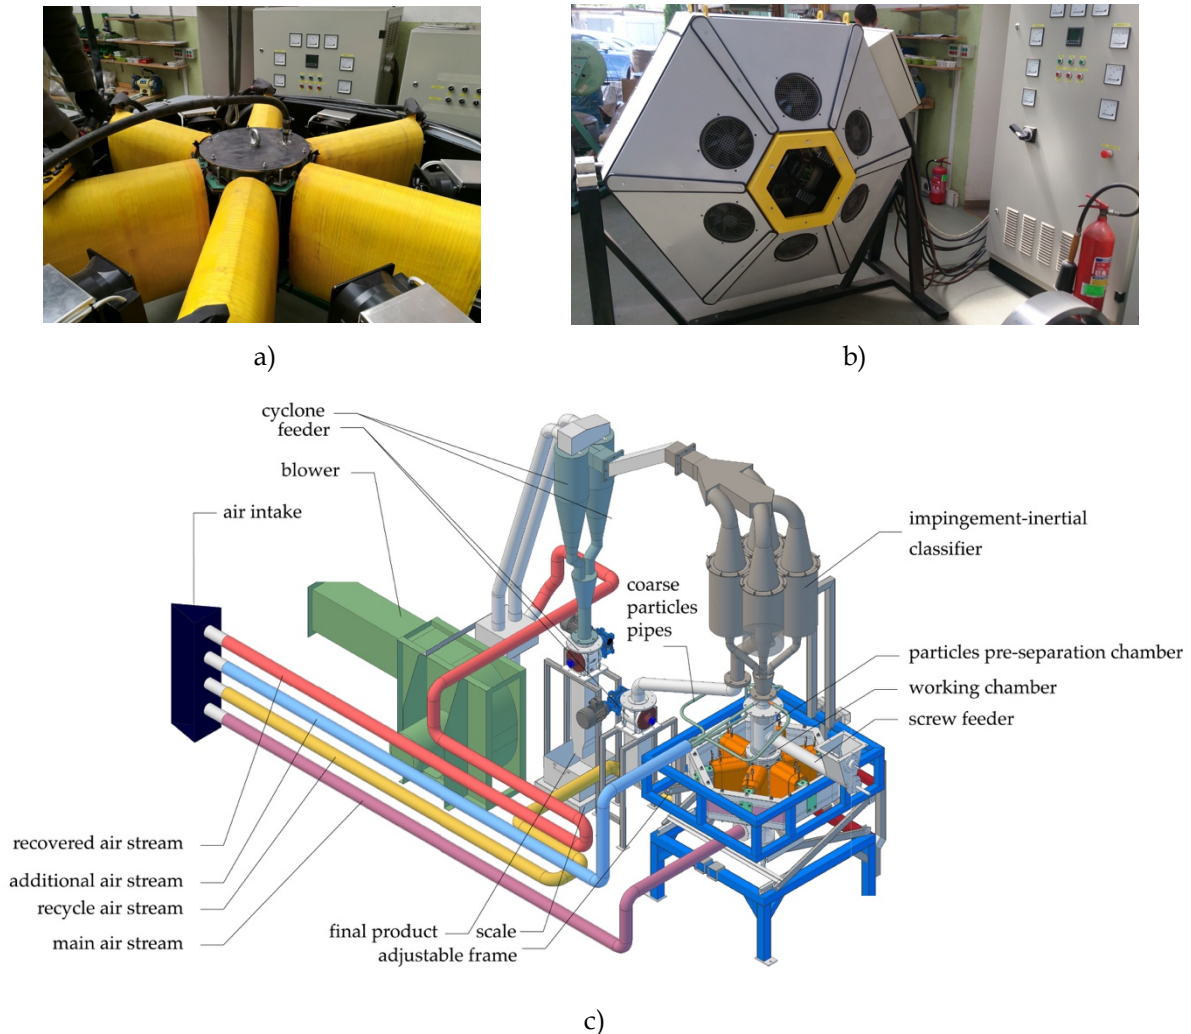 a)
b)
cyclone
feeder
blower
air intake
impingement-inertial
classifier
coarse
particles
pipes
particles pre-separation chamber
working chamber
screw feeder
recovered air stream
additional air stream
recycle air stream
main air stream
final product
scale
adjustable frame
c)